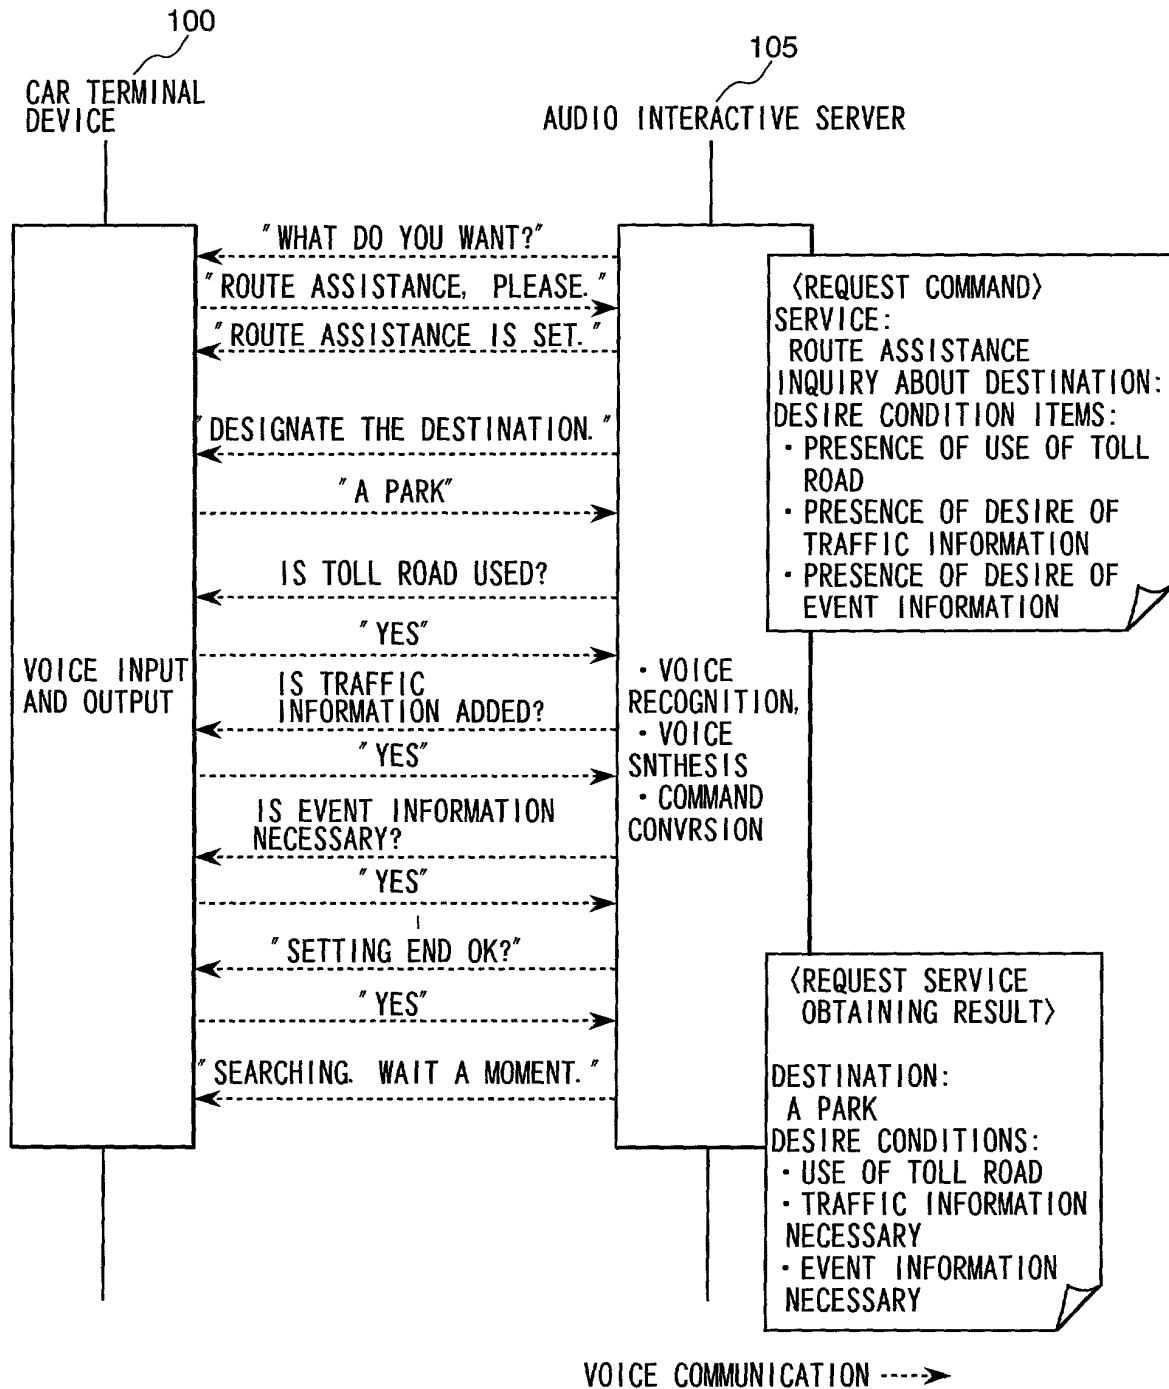 100
CAR TERMINAL
DEVICE
105
AUDIO INTERACTIVE SERVER
"WHAT DO YOU WANT?"
"ROUTE ASSISTANCE, PLEASE."
"ROUTE ASSISTANCE IS SET."
"DESIGNATE THE DESTINATION."
"A PARK"
IS TOLL ROAD USED?
"YES"
IS TRAFFIC
INFORMATION ADDED?
"YES"
IS EVENT INFORMATION
NECESSARY?
"YES"
"SETTING END OK?"
"YES"
"SEARCHING. WAIT A MOMENT."
VOICE INPUT
AND OUTPUT
・VOICE
RECOGNITION,
・VOICE
SNTHESIS
・COMMAND
CONVRSION
〈REQUEST COMMAND〉
SERVICE:
ROUTE ASSISTANCE
INQUIRY ABOUT DESTINATION:
DESIRE CONDITION ITEMS:
・PRESENCE OF USE OF TOLL
ROAD
・PRESENCE OF DESIRE OF
TRAFFIC INFORMATION
・PRESENCE OF DESIRE OF
EVENT INFORMATION
〈REQUEST SERVICE
OBTAINING RESULT〉
DESTINATION:
A PARK
DESIRE CONDITIONS:
・USE OF TOLL ROAD
・TRAFFIC INFORMATION
NECESSARY
・EVENT INFORMATION
NECESSARY
VOICE COMMUNICATION